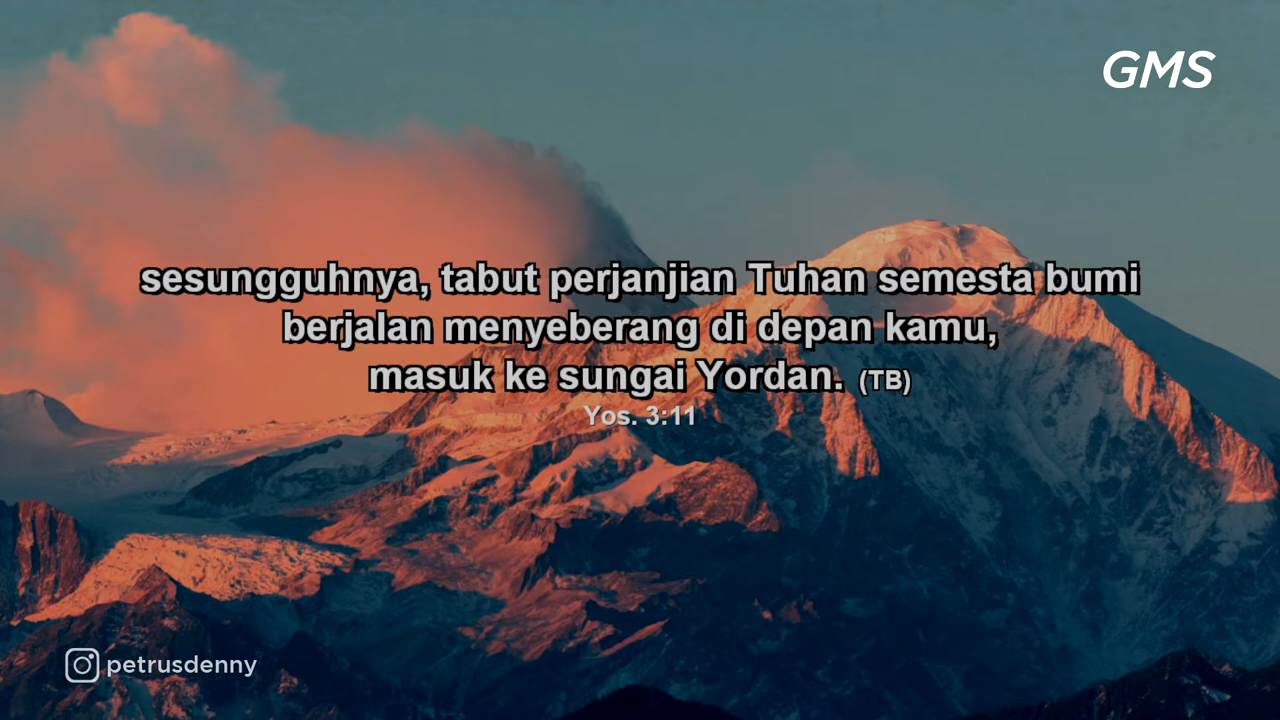 GMS
sesungguhnya, tabut perjanjian Tuhan semesta bumi
berjalan menyeberang di depan kamu,
masuk ke sungai Yordan. (TB)
Yos. 3:11
petrusdenny